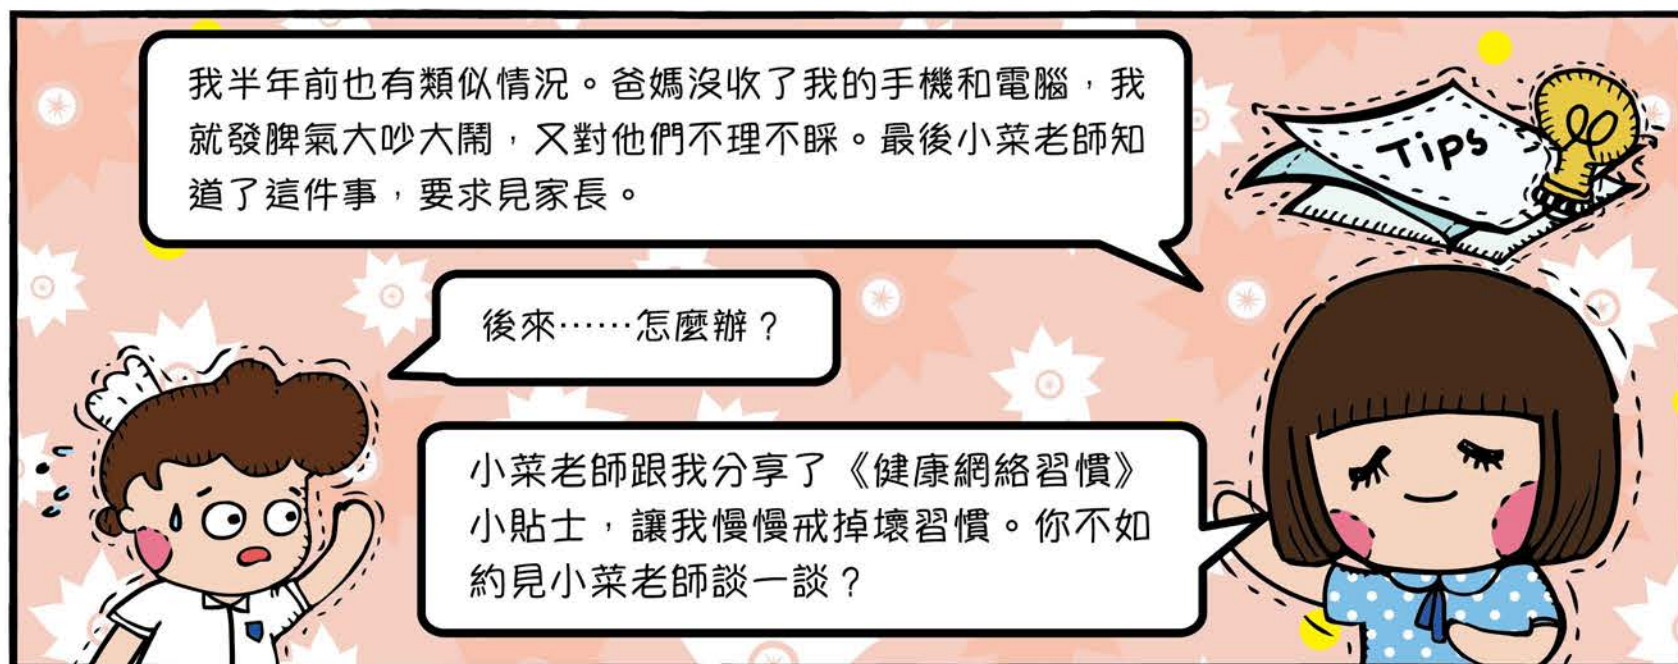 我半年前也有類似情況。爸媽沒收了我的手機和電腦，我
就發脾氣大吵大鬧，又對他們不理不睬。最後小菜老師知
道了這件事，要求見家長。
Tips
後來……怎麼辦？
小菜老師跟我分享了《健康網絡習慣》
小貼士，讓我慢慢戒掉壞習慣。你不如
約見小菜老師談一談？